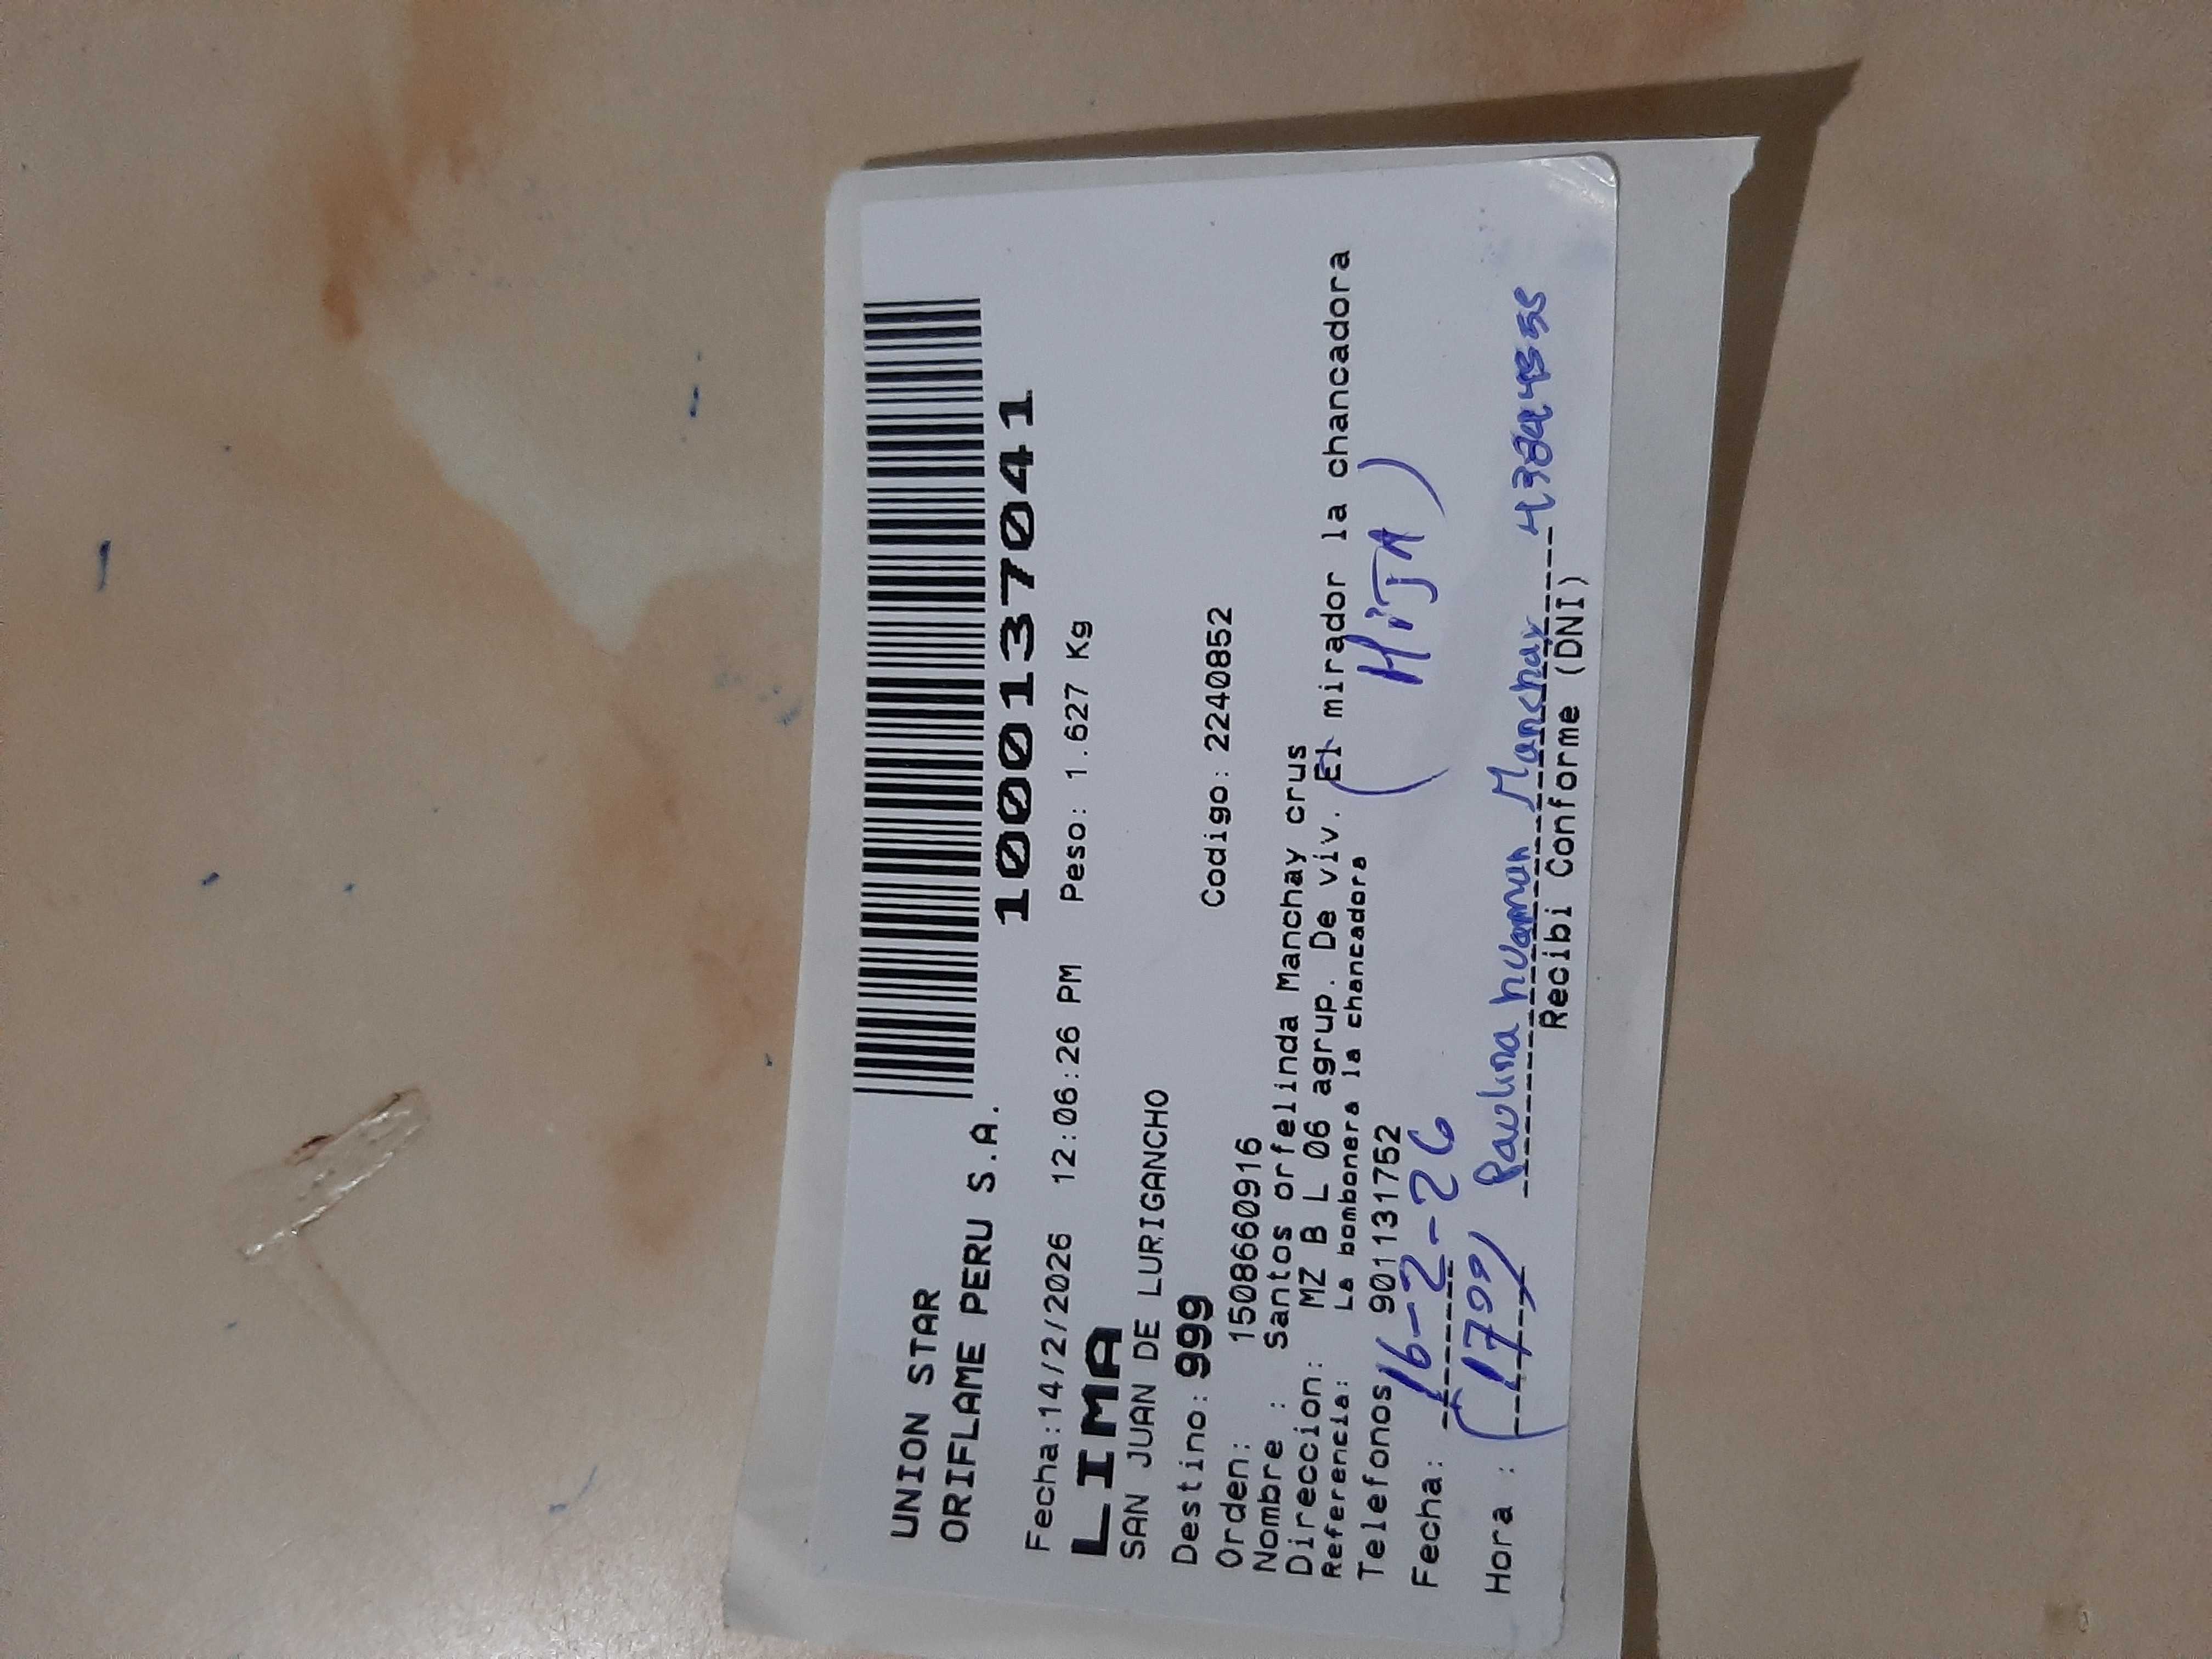 UNION STAR
ORIFLAME PERU S.A.
1000137041
Fecha:14/2/2026 12:06:26 PM Peso: 1.627 Kg
LIMA
SAN JUAN DE LURIGANCHO
Destino: 999
Orden: 1508660916 Codigo: 2240852
Nombre : Santos orfelinda Manchay crus
Direccion: MZ B L 06 agrup. De viv. El mirador la chancadora
Referencia: La bombonera la chancadora
Telefonos 901131752
(HiJA)
Fecha: 16-2-26
Hora : Paulina huaman Manchay
Recibi Conforme (DNI)